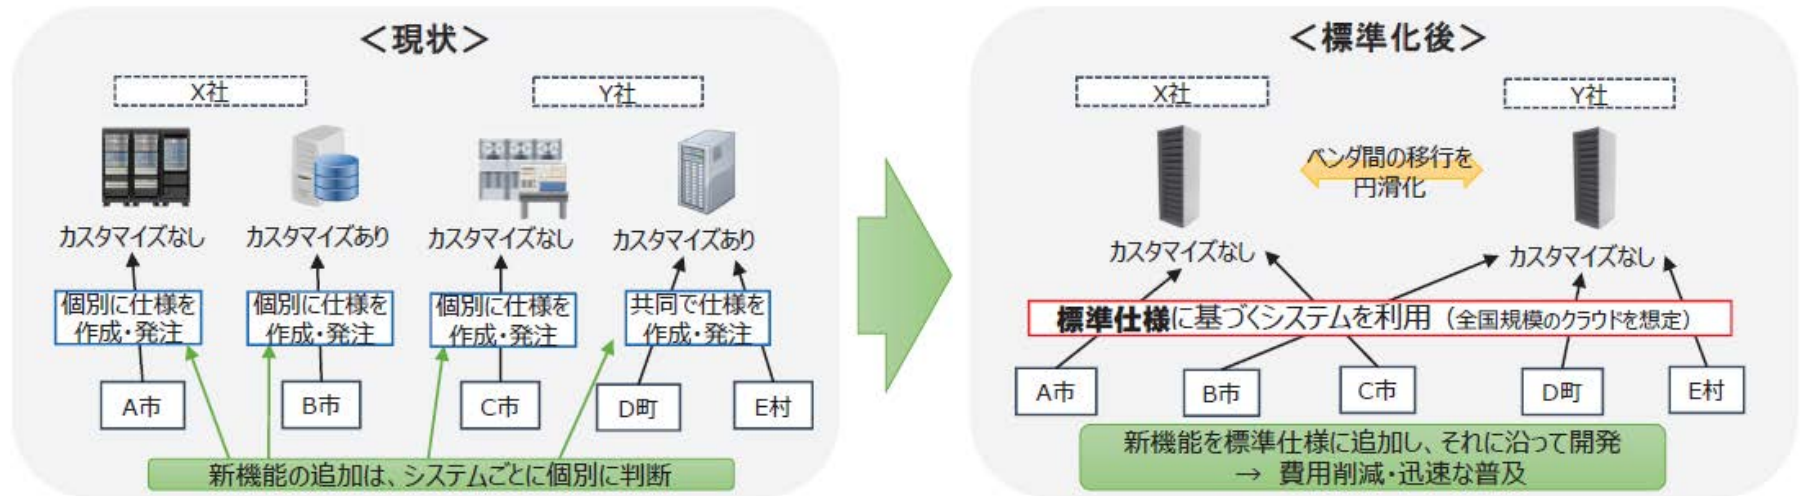 ＜現状＞
X社
Y社
カスタマイズなし
カスタマイズあり
カスタマイズなし
カスタマイズあり
個別に仕様を
作成・発注
個別に仕様を
作成・発注
個別に仕様を
作成・発注
共同で仕様を
作成・発注
A市
B市
C市
D町
E村
新機能の追加は、システムごとに個別に判断
＜標準化後＞
X社
Y社
ベンダ間の移行を
円滑化
カスタマイズなし
カスタマイズなし
標準仕様に基づくシステムを利用（全国規模のクラウドを想定）
A市
B市
C市
D町
E村
新機能を標準仕様に追加し、それに沿って開発
→ 費用削減・迅速な普及